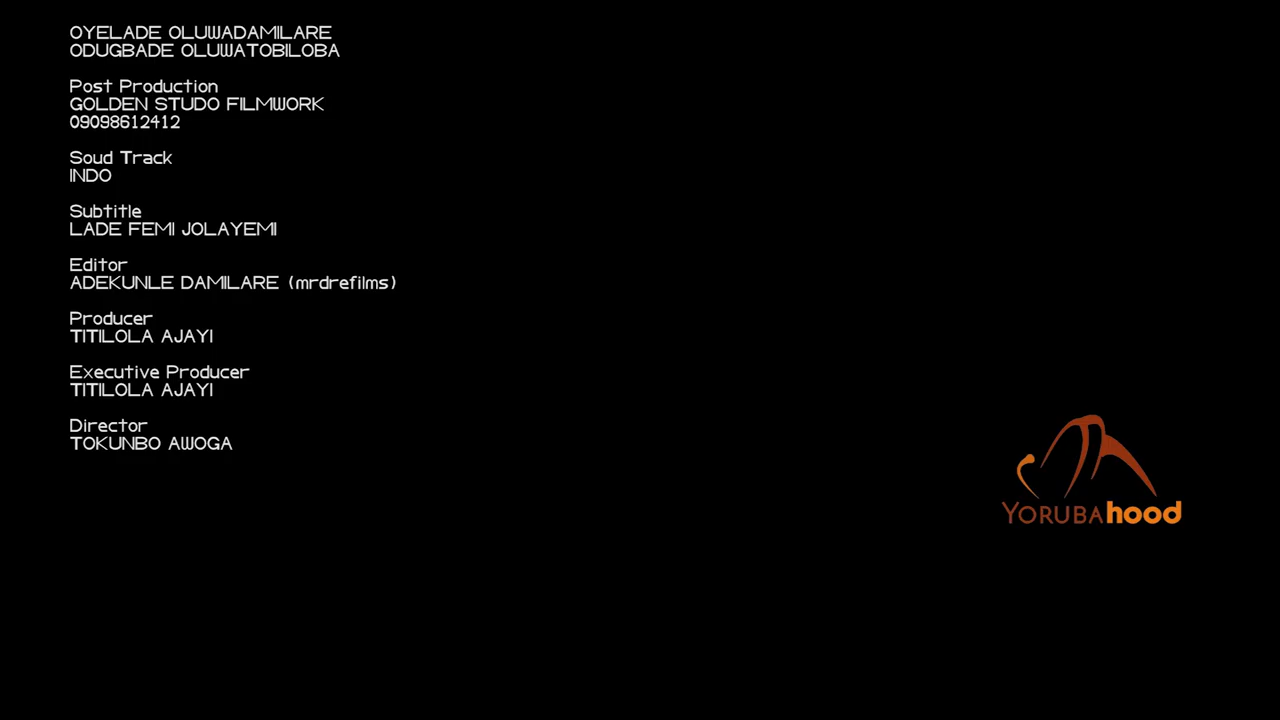 OYELADE OLUWADAMILARE
ODUGBADE OLUWATOBILOBA
Post Production
GOLDEN STUDO FILMWORK
09098612412
Soud Track
INDO
Subtitle
LADE FEMI JOLAYEMI
Editor
ADEKUNLE DAMILARE (mrdrefilms)
Producer
TITILOLA AJAYI
Executive Producer
TITILOLA AJAYI
Director
TOKUNBO AWOGA
YORUBAhood